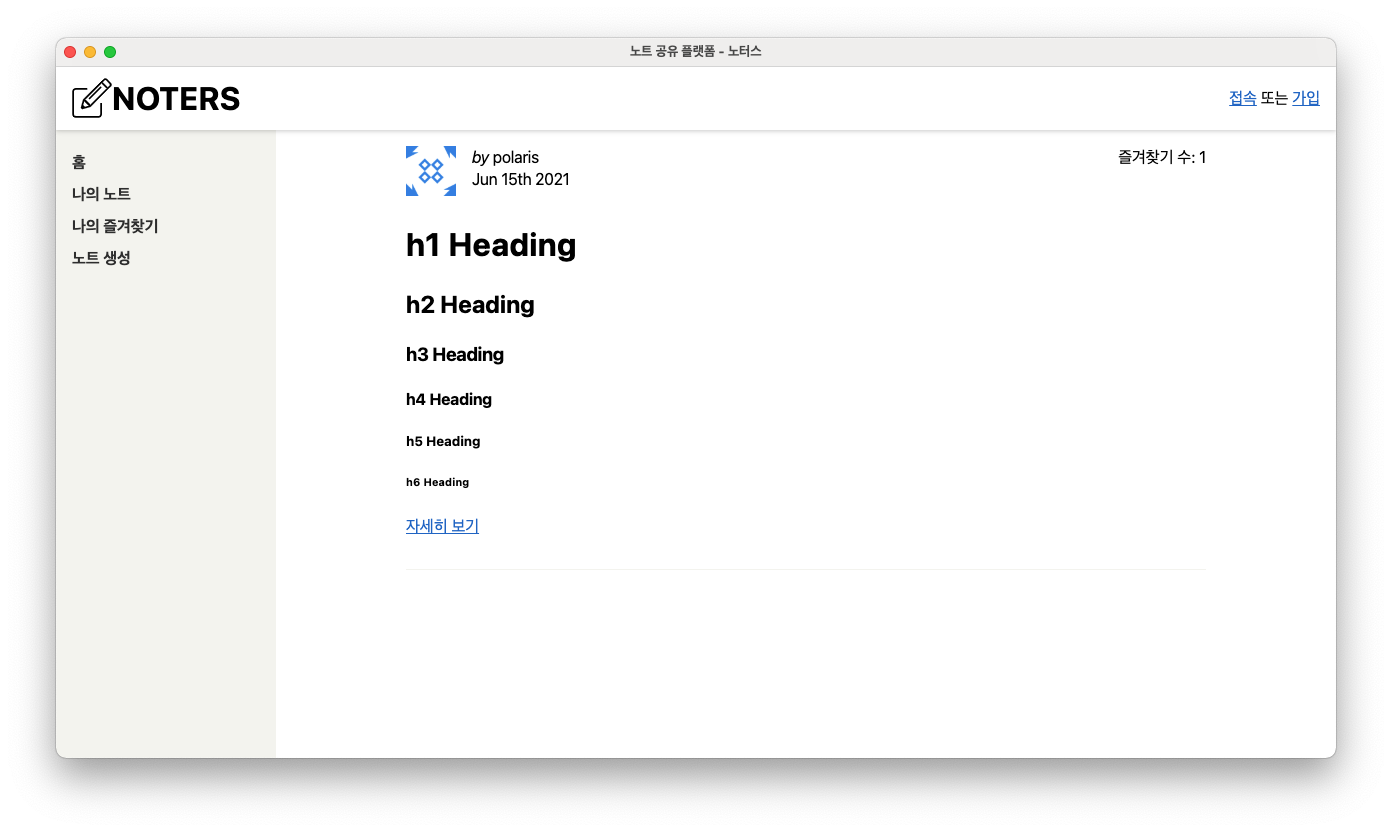 노트 공유 플랫폼 - 노터스
NOTERS
접속 또는 가입
홈
나의 노트
나의 즐겨찾기
노트 생성
by polaris
Jun 15th 2021
즐겨찾기 수: 1
h1 Heading
h2 Heading
h3 Heading
h4 Heading
h5 Heading
h6 Heading
자세히 보기